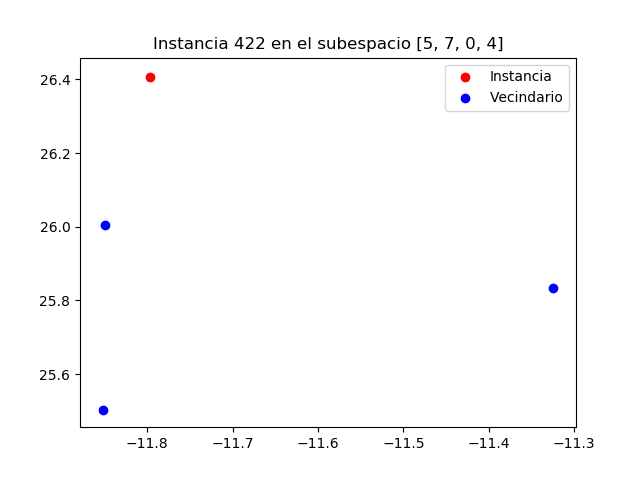 Instancia 422 en el subespacio [5, 7, 0, 4]
Instancia
Vecindario
26.4
26.2
26.0
25.8
25.6
−11.8 −11.7 −11.6 −11.5 −11.4 −11.3